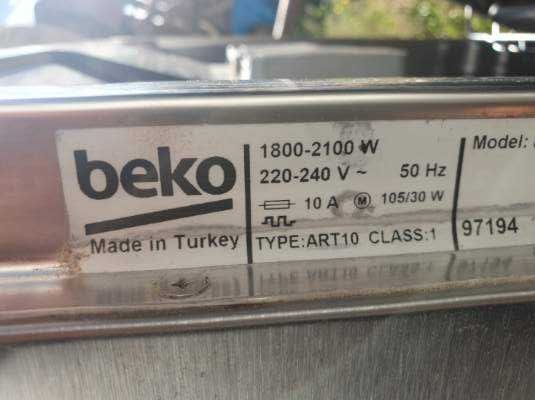 beko
Made in Turkey
1800-2100 W
220-240 V ~ 50 Hz
10 A M 105/30 W
TYPE:ART10 CLASS:1
Model:
97194